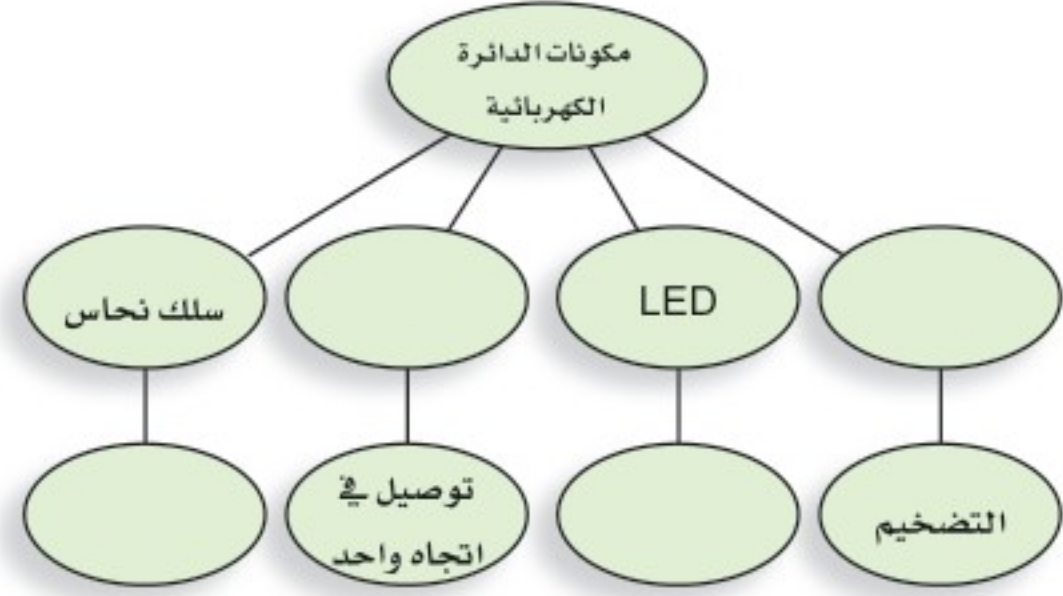 مكونات الدائرة
الكهربائية
سلك نحاس
LED
توصيل في
اتجاه واحد
التضخيم